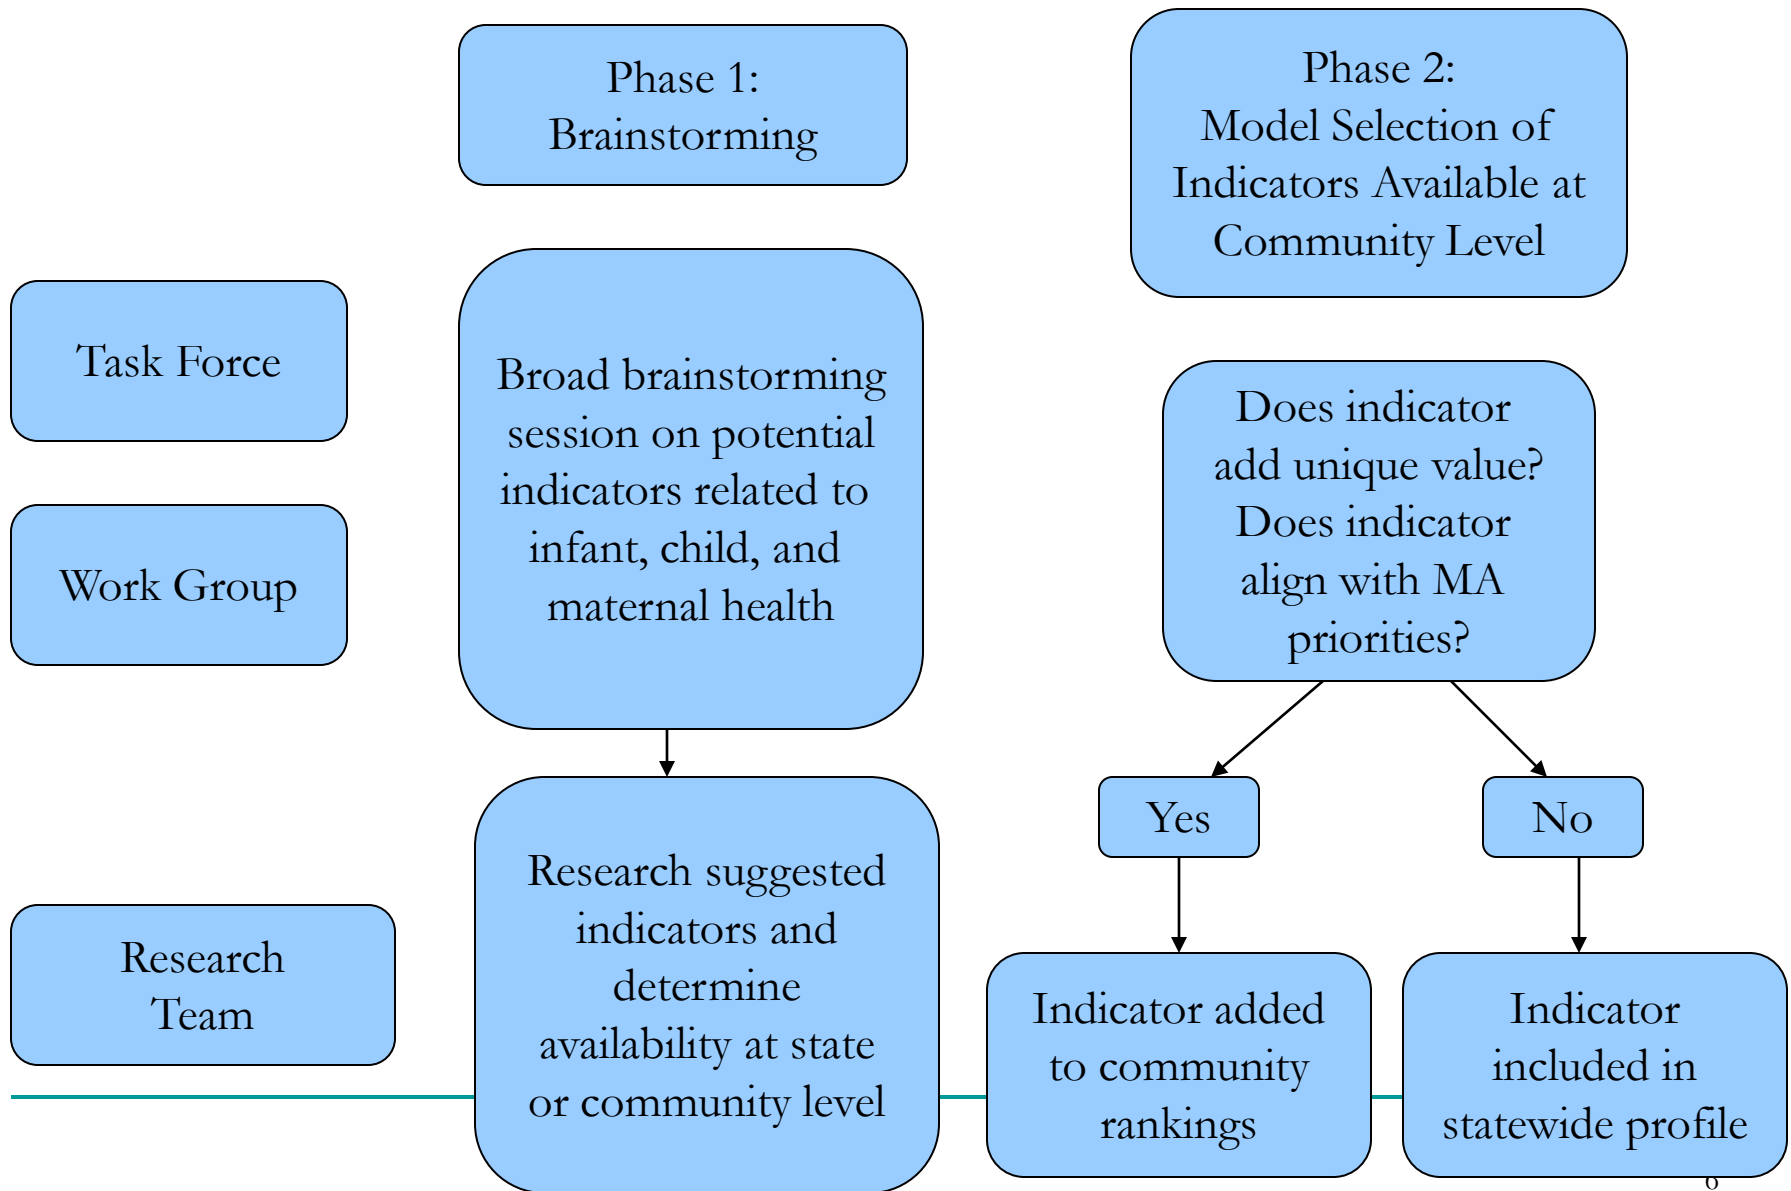 Phase 1:
Brainstorming
Phase 2:
Model Selection of
Indicators Available at
Community Level
Task Force
Work Group
Broad brainstorming
session on potential
indicators related to
infant, child, and
maternal health
Does indicator
add unique value?
Does indicator
align with MA
priorities?
Yes
No
Research
Team
Research suggested
indicators and
determine
availability at state
or community level
Indicator added
to community
rankings
Indicator
included in
statewide profile
6